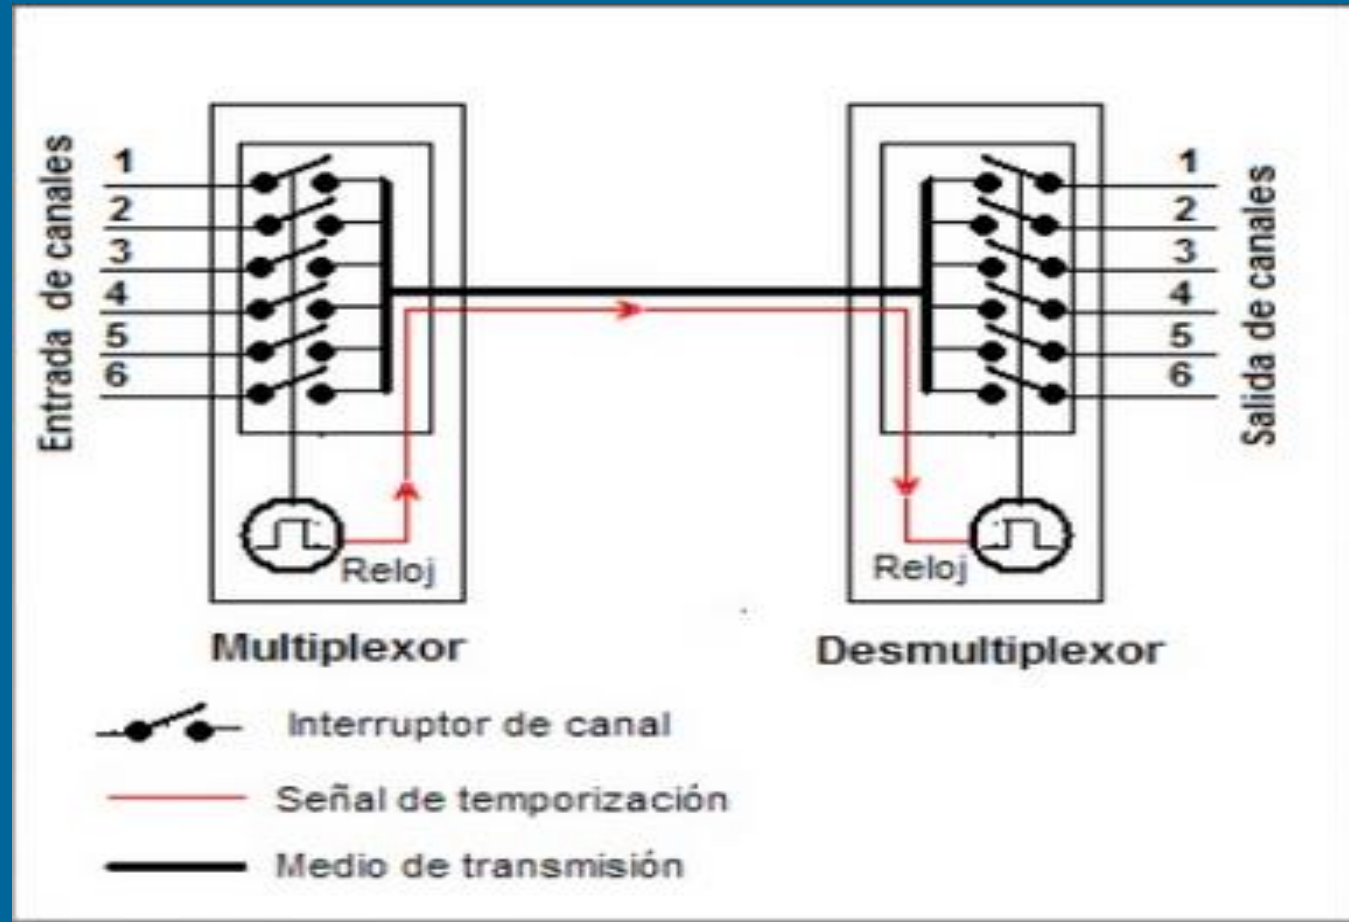 Entrada de canales
1
2
3
4
5
6
1
2
3
4
5
6
Salida de canales
Reloj
Reloj
Multiplexor
Desmultiplexor
Interruptor de canal
Señal de temporización
Medio de transmisión